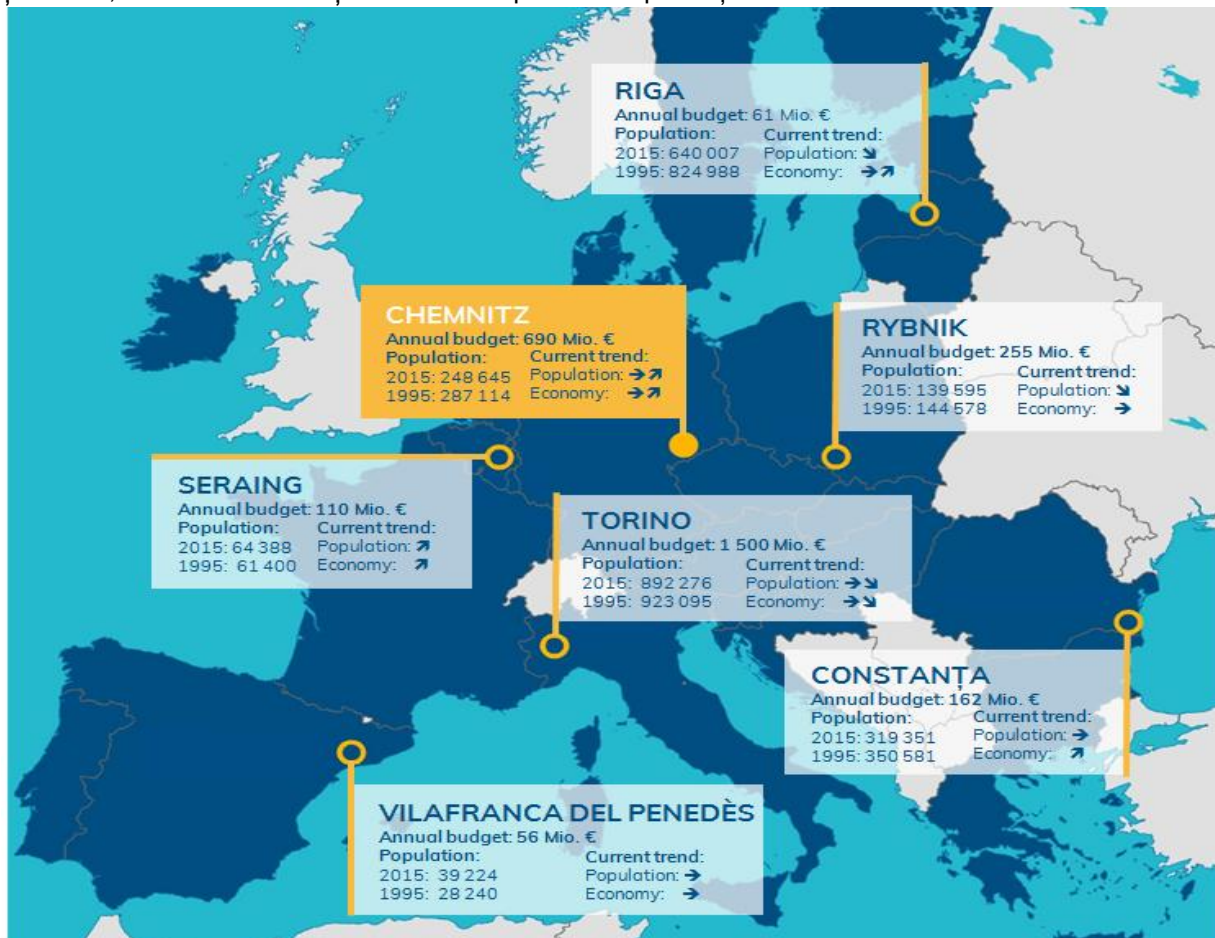 RIGA
Annual budget: 61 Mio. €
Population: Current trend:
2015: 640 007 Population: ↘
1995: 824 988 Economy: ➔↗
CHEMNITZ
Annual budget: 690 Mio. €
Population: Current trend:
2015: 248 645 Population: ➔↗
1995: 287 114 Economy: ➔↗
RYBNIK
Annual budget: 255 Mio. €
Population: Current trend:
2015: 139 595 Population: ↘
1995: 144 578 Economy: ➔
SERAING
Annual budget: 110 Mio. €
Population: Current trend:
2015: 64 388 Population: ↗
1995: 61 400 Economy: ↗
TORINO
Annual budget: 1 500 Mio. €
Population: Current trend:
2015: 892 276 Population: ➔↘
1995: 923 095 Economy: ➔↘
CONSTANȚA
Annual budget: 162 Mio. €
Population: Current trend:
2015: 319 351 Population: ➔
1995: 350 581 Economy: ↗
VILAFRANCA DEL PENEDÈS
Annual budget: 56 Mio. €
Population: Current trend:
2015: 39 224 Population: ➔
1995: 28 240 Economy: ➔